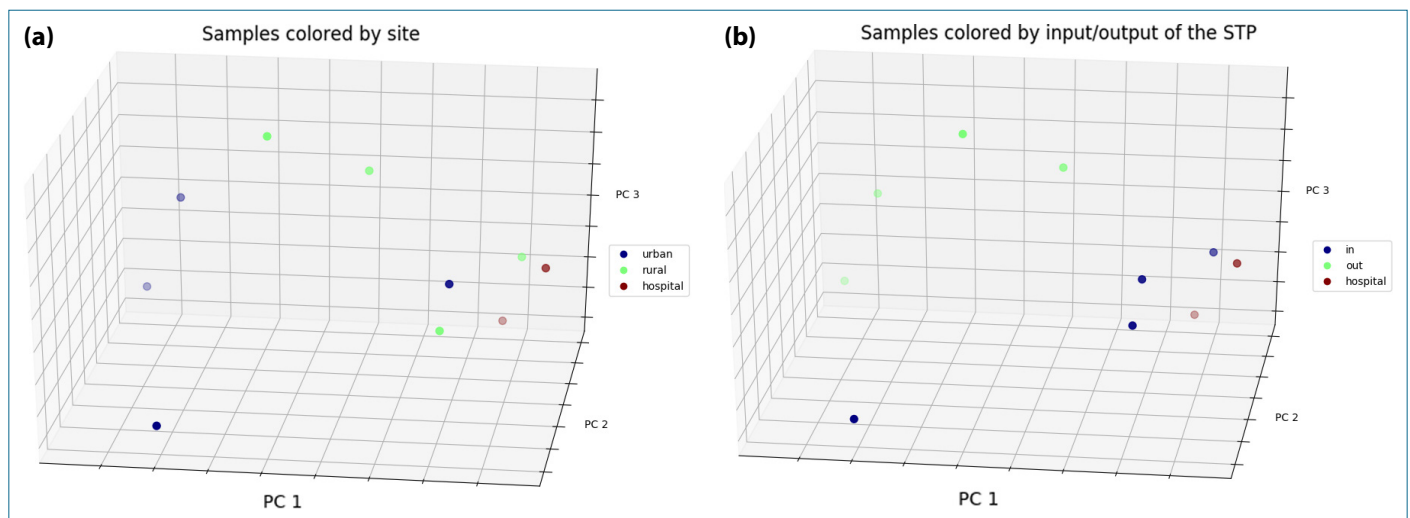 (a)
Samples colored by site
PC 3
urban
rural
hospital
PC 2
PC 1
(b)
Samples colored by input/output of the STP
PC 3
in
out
hospital
PC 2
PC 1